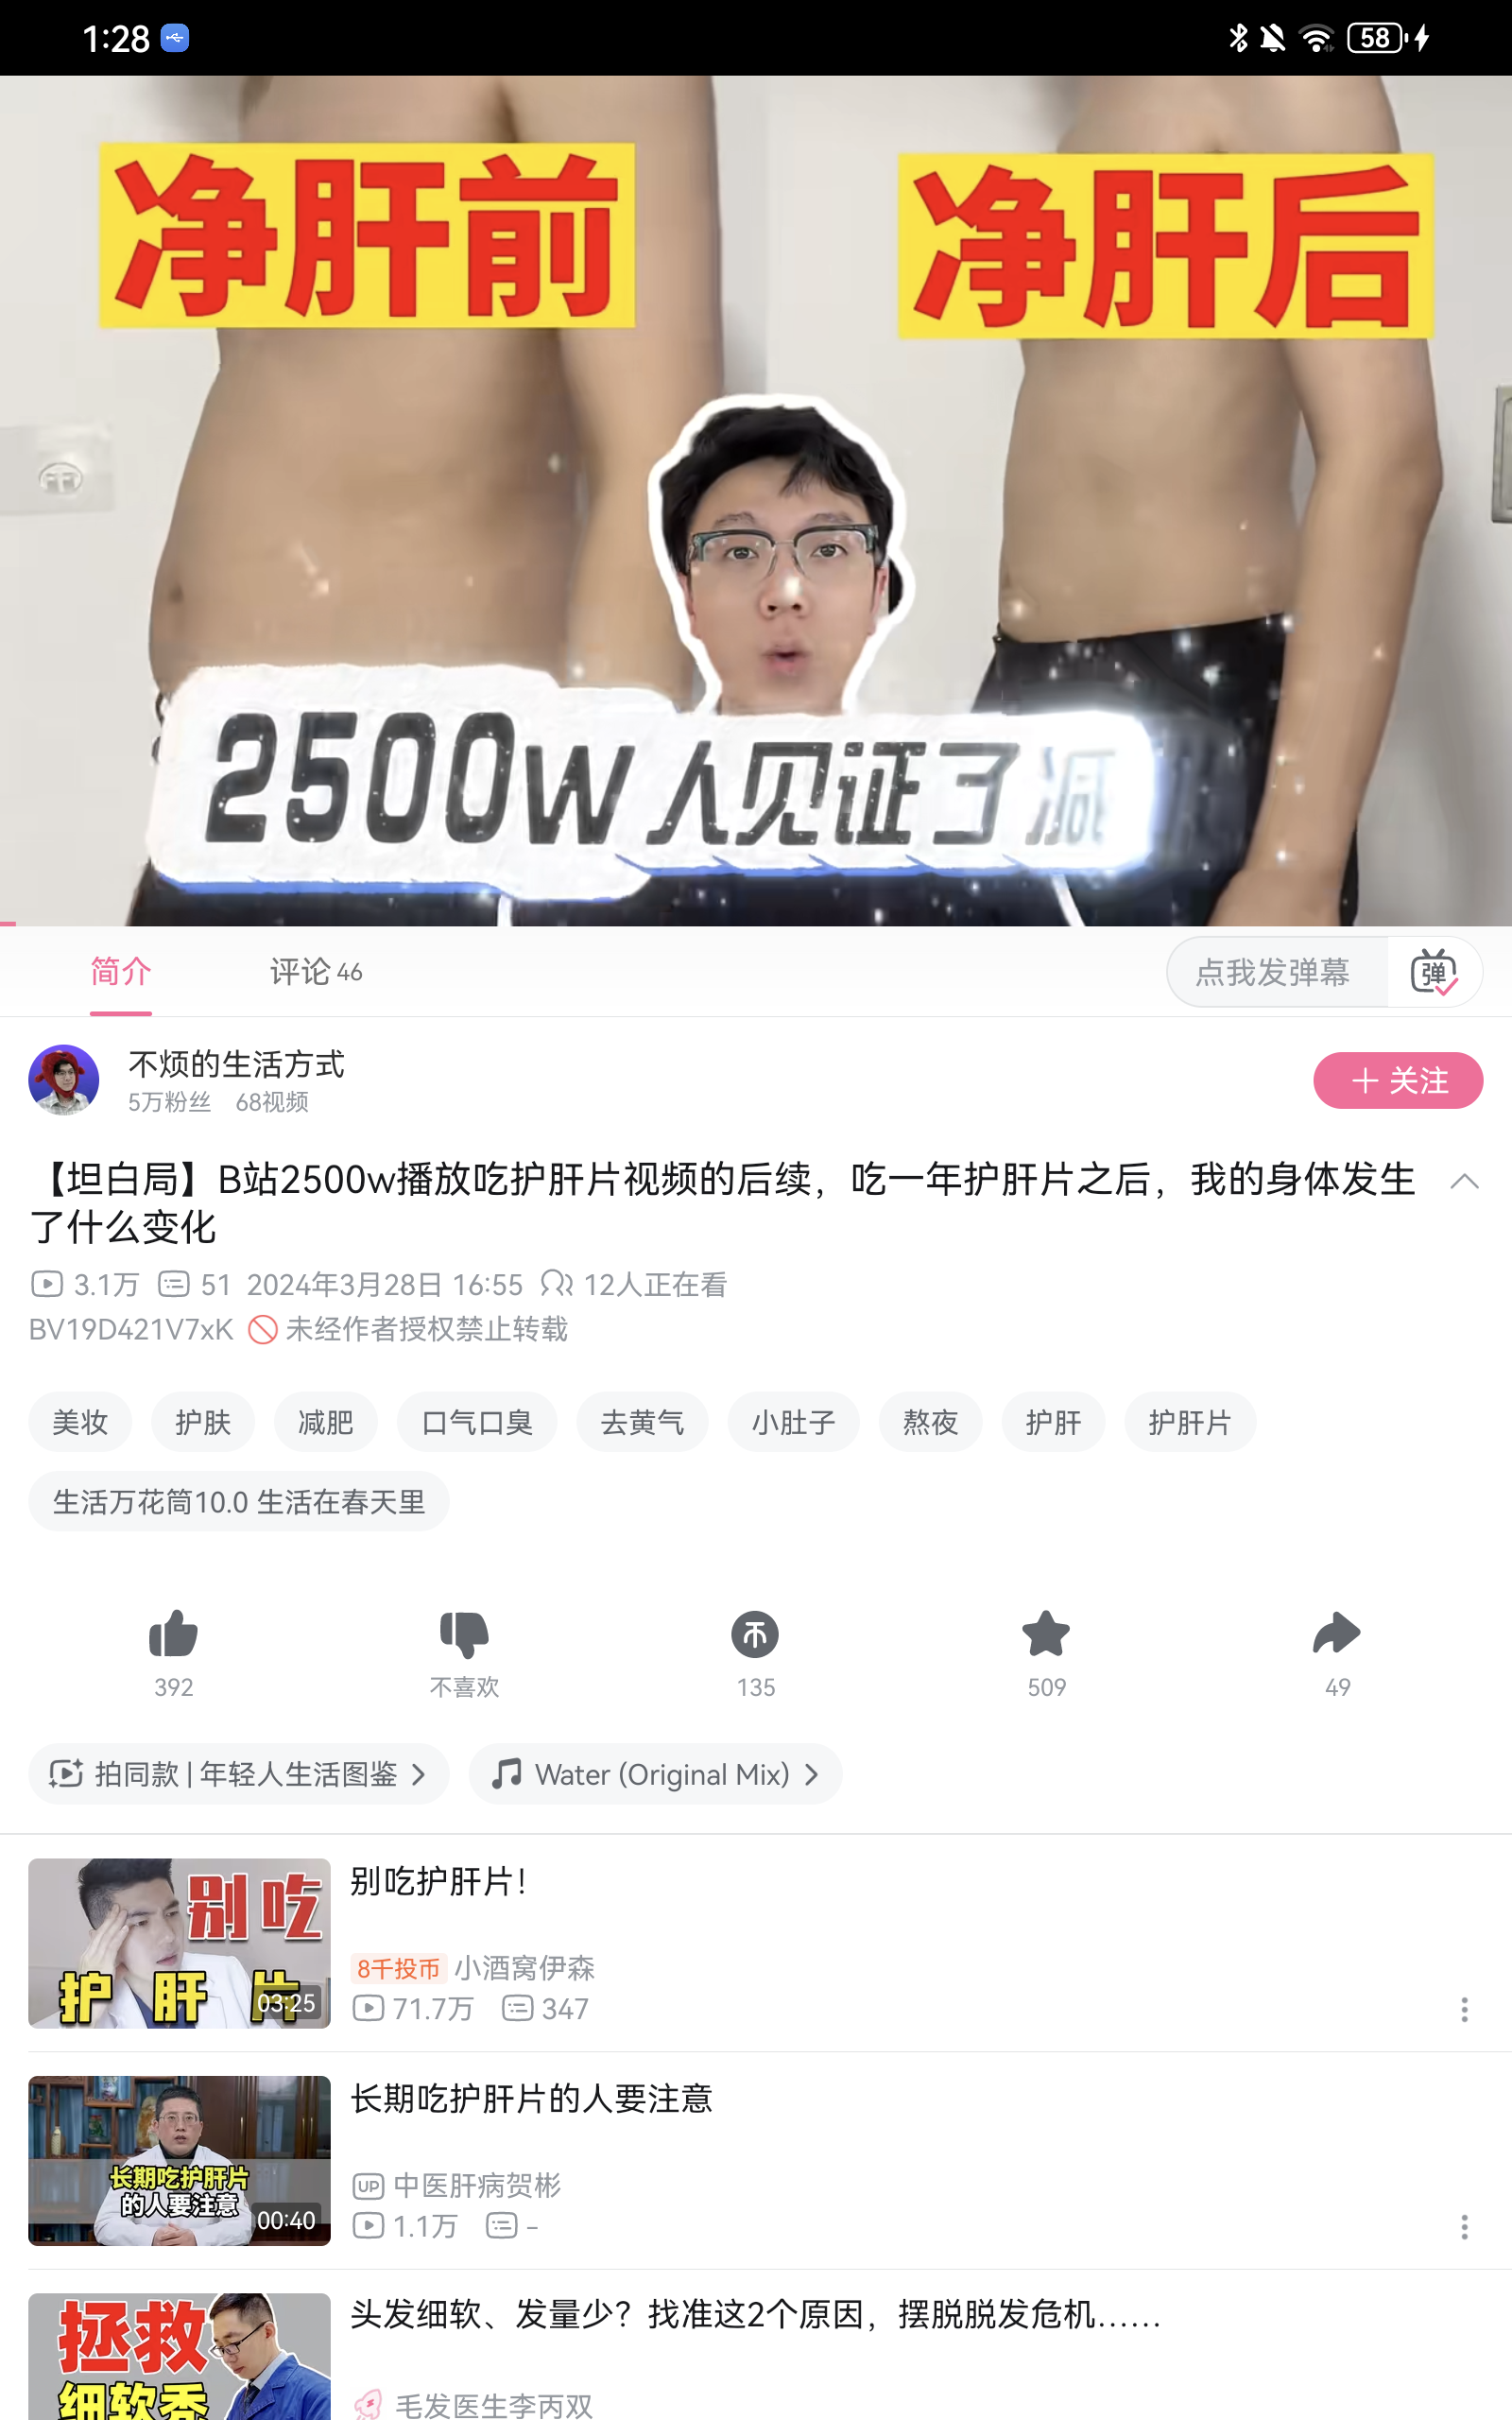 1:28
58
净肝前
净肝后
2500w人见证了减
简介
评论 46
点我发弹幕
弹
不烦的生活方式
5万粉丝 68视频
关注
【坦白局】B站2500w播放吃护肝片视频的后续，吃一年护肝片之后，我的身体发生
了什么变化
3.1万 51 2024年3月28日 16:55 12人正在看
BV19D421V7xK 未经作者授权禁止转载
美妆 护肤 减肥 口气口臭 去黄气 小肚子 熬夜 护肝 护肝片
生活万花筒10.0 生活在春天里
392 不喜欢 135 509 49
拍同款 | 年轻人生活图鉴 Water (Original Mix)
别吃
护肝片
03:25
别吃护肝片！
8千投币 小酒窝伊森
71.7万 347
长期吃护肝片
的人要注意
00:40
长期吃护肝片的人要注意
UP 中医肝病贺彬
1.1万 -
拯救
细软秃
头发细软、发量少？找准这2个原因，摆脱脱发危机……
毛发医生李丙双